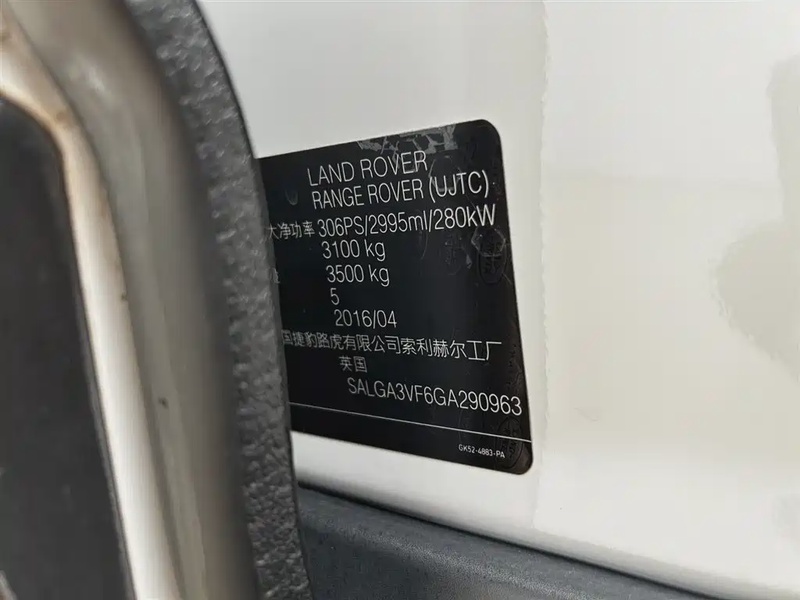 LAND ROVER
RANGE ROVER (UJTC)
大净功率 306PS/2995ml/280kW
3100 kg
3500 kg
5
2016/04
国捷豹路虎有限公司索利赫尔工厂
英国
SALGA3VF6GA290963
GK52-4883-PA